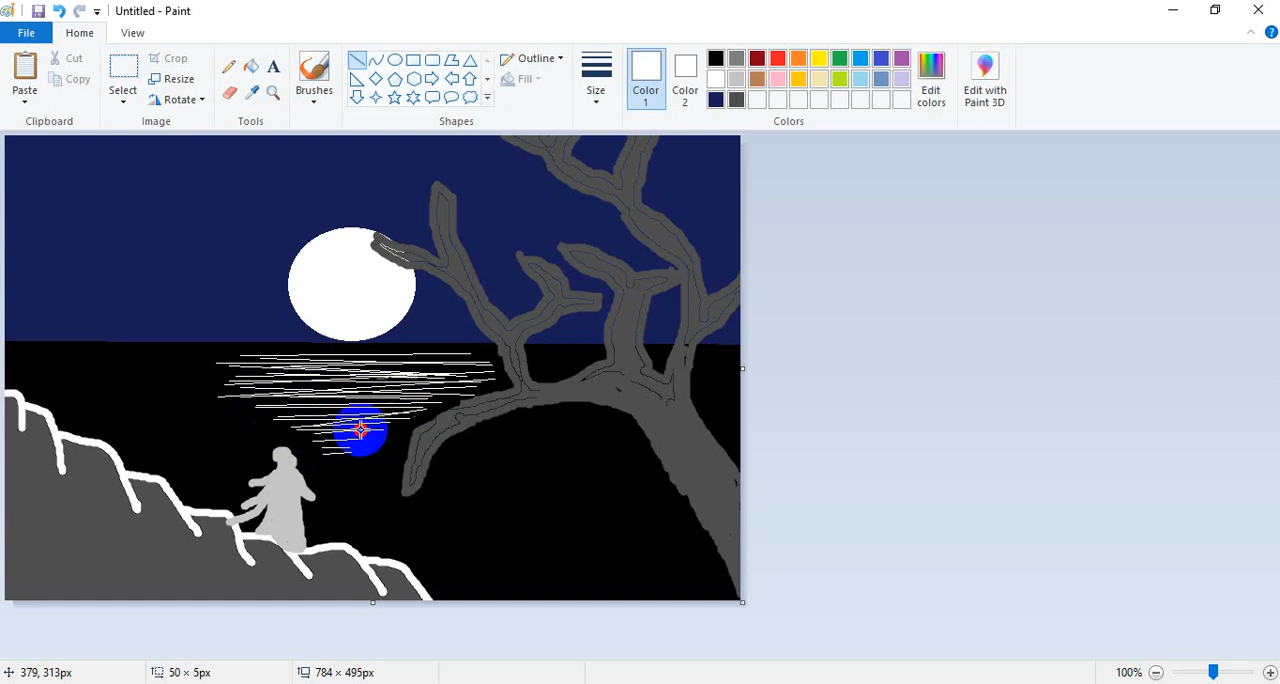 Untitled - Paint
File Home View
Paste
Cut
Copy
Clipboard
Select
Crop
Resize
Rotate
Image
A
Tools
Brushes
Outline
Fill
Shapes
Size
Color 1
Color 2
Edit colors
Colors
Edit with Paint 3D
379, 313px 50 × 5px 784 × 495px 100%